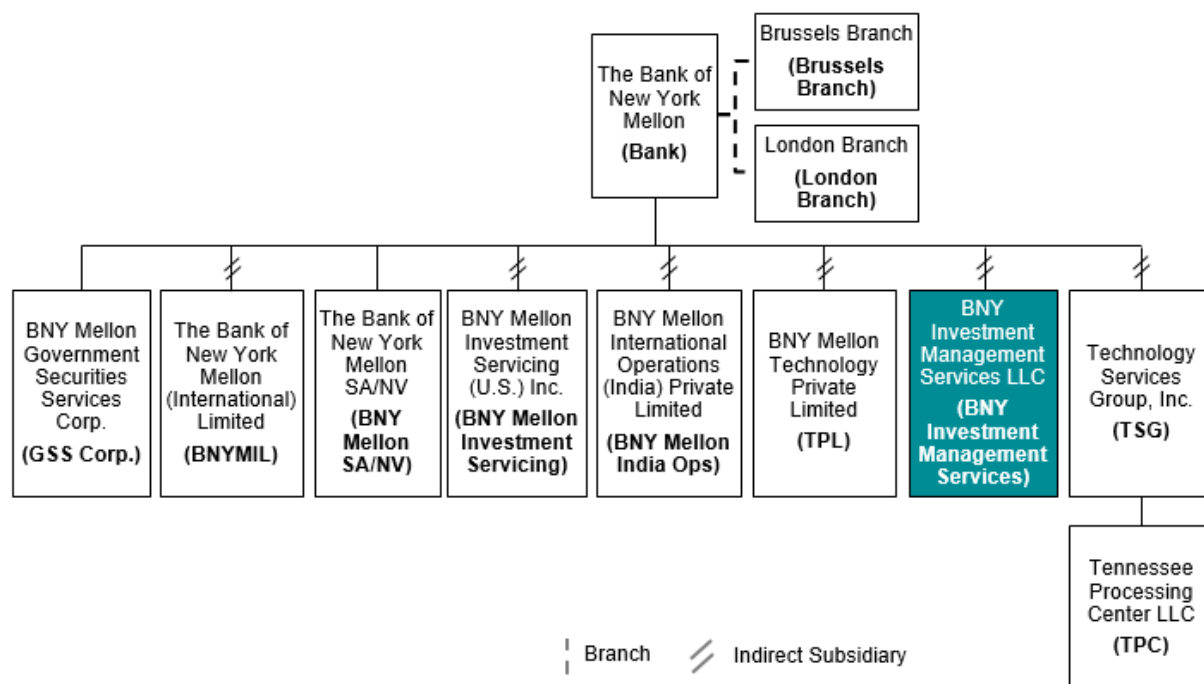 The Bank of
New York
Mellon
(Bank)
Brussels Branch
(Brussels
Branch)
London Branch
(London
Branch)
BNY Mellon
Government
Securities
Services
Corp.
(GSS Corp.)
The Bank of
New York
Mellon
(International)
Limited
(BNYMIL)
The Bank of
New York
Mellon
SA/NV
(BNY
Mellon
SA/NV)
BNY Mellon
Investment
Servicing
(U.S.) Inc.
(BNY Mellon
Investment
Servicing)
BNY Mellon
International
Operations
(India) Private
Limited
(BNY Mellon
India Ops)
BNY Mellon
Technology
Private
Limited
(TPL)
BNY
Investment
Management
Services LLC
(BNY
Investment
Management
Services)
Technology
Services
Group, Inc.
(TSG)
Tennessee
Processing
Center LLC
(TPC)
Branch
Indirect Subsidiary